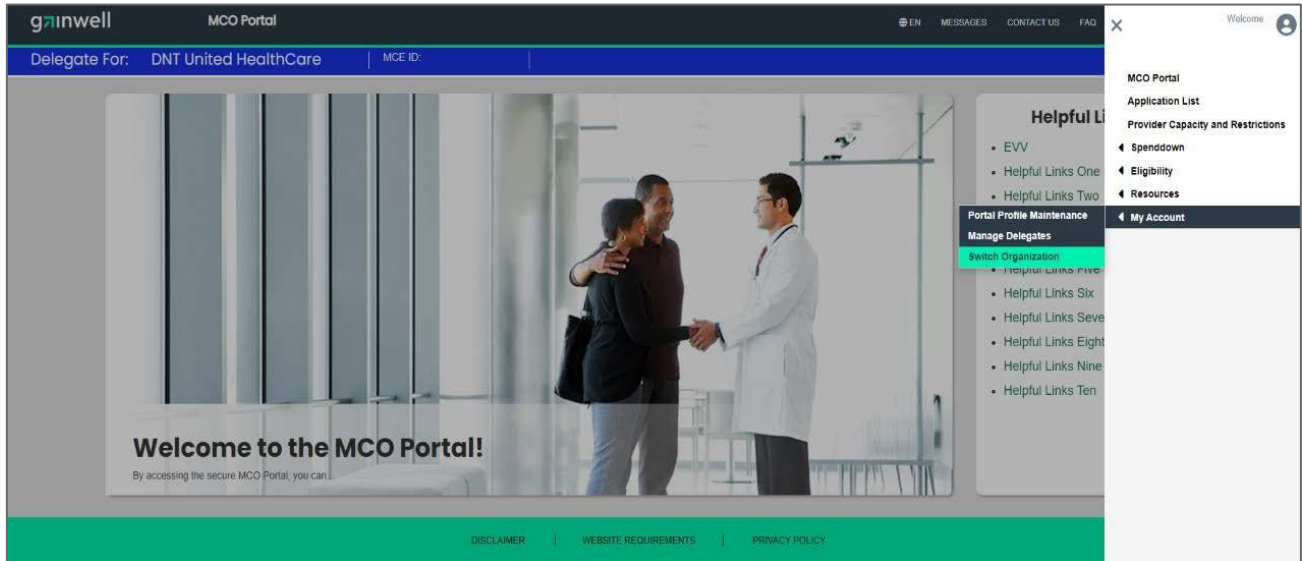 gainwell MCO Portal EN MESSAGES CONTACT US FAQ × Welcome
Delegate For: DNT United HealthCare MCE ID:
MCO Portal
Application List
Provider Capacity and Restrictions
Spenddown
Eligibility
Resources
My Account
Portal Profile Maintenance
Manage Delegates
Switch Organization
Helpful Li
• EVV
• Helpful Links One
• Helpful Links Two
• Helpful Links Five
• Helpful Links Six
• Helpful Links Seve
• Helpful Links Eight
• Helpful Links Nine
• Helpful Links Ten
Welcome to the MCO Portal!
By accessing the secure MCO Portal, you can...
DISCLAIMER | WEBSITE REQUIREMENTS | PRIVACY POLICY